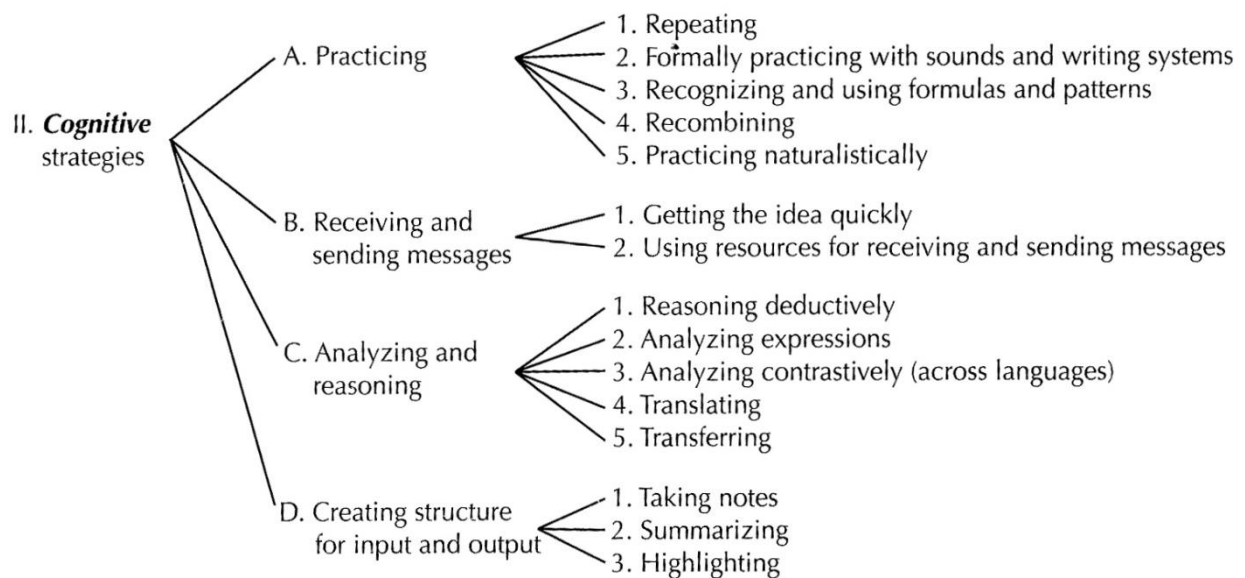 A. Practicing
1. Repeating
2. Formally practicing with sounds and writing systems
3. Recognizing and using formulas and patterns
4. Recombining
5. Practicing naturalistically
II. Cognitive
strategies
B. Receiving and
sending messages
1. Getting the idea quickly
2. Using resources for receiving and sending messages
C. Analyzing and
reasoning
1. Reasoning deductively
2. Analyzing expressions
3. Analyzing contrastively (across languages)
4. Translating
5. Transferring
D. Creating structure
for input and output
1. Taking notes
2. Summarizing
3. Highlighting